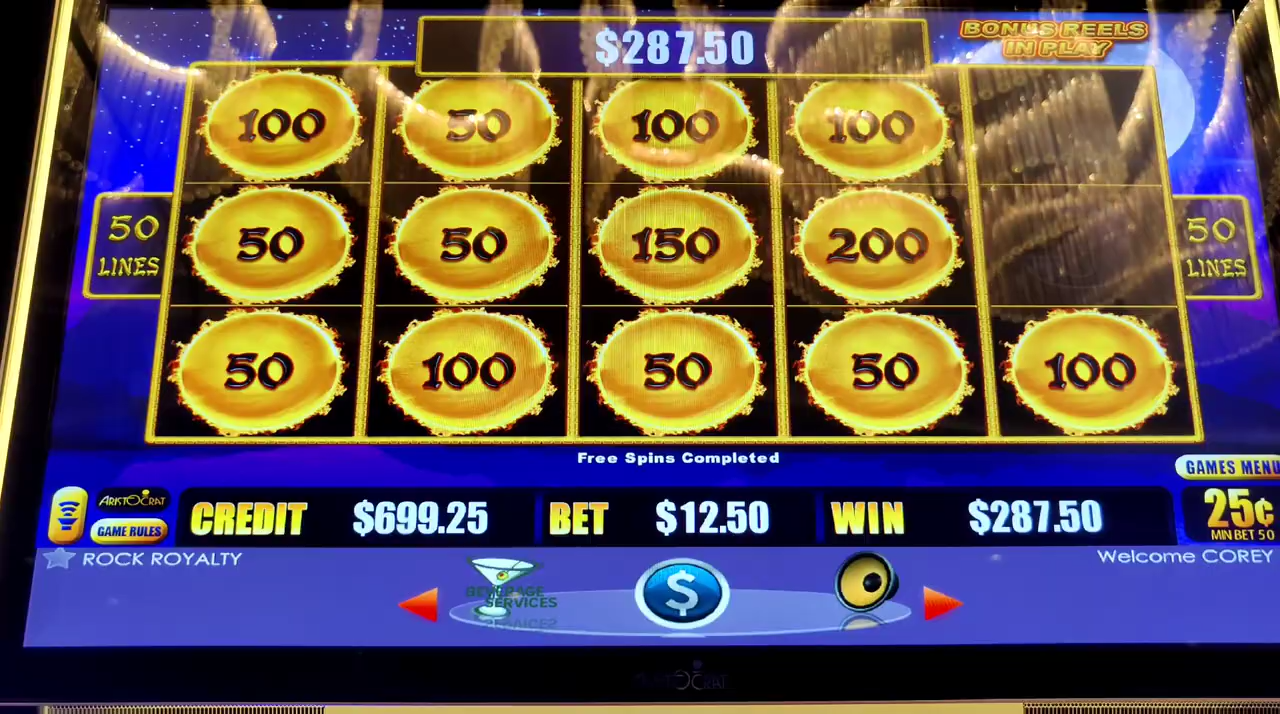 $287.50
BONUS REELS
IN PLAY
100 50 100 100
50
LINES
50 50 150 200
50
LINES
50 100 50 50 100
Free Spins Completed
GAMES MENU
ARISTOCRAT
GAME RULES
CREDIT $699.25 BET $12.50 WIN $287.50
25¢
MIN BET 50
ROCK ROYALTY
Welcome COREY
BEVERAGE
SERVICES
$
ARISTOCRAT